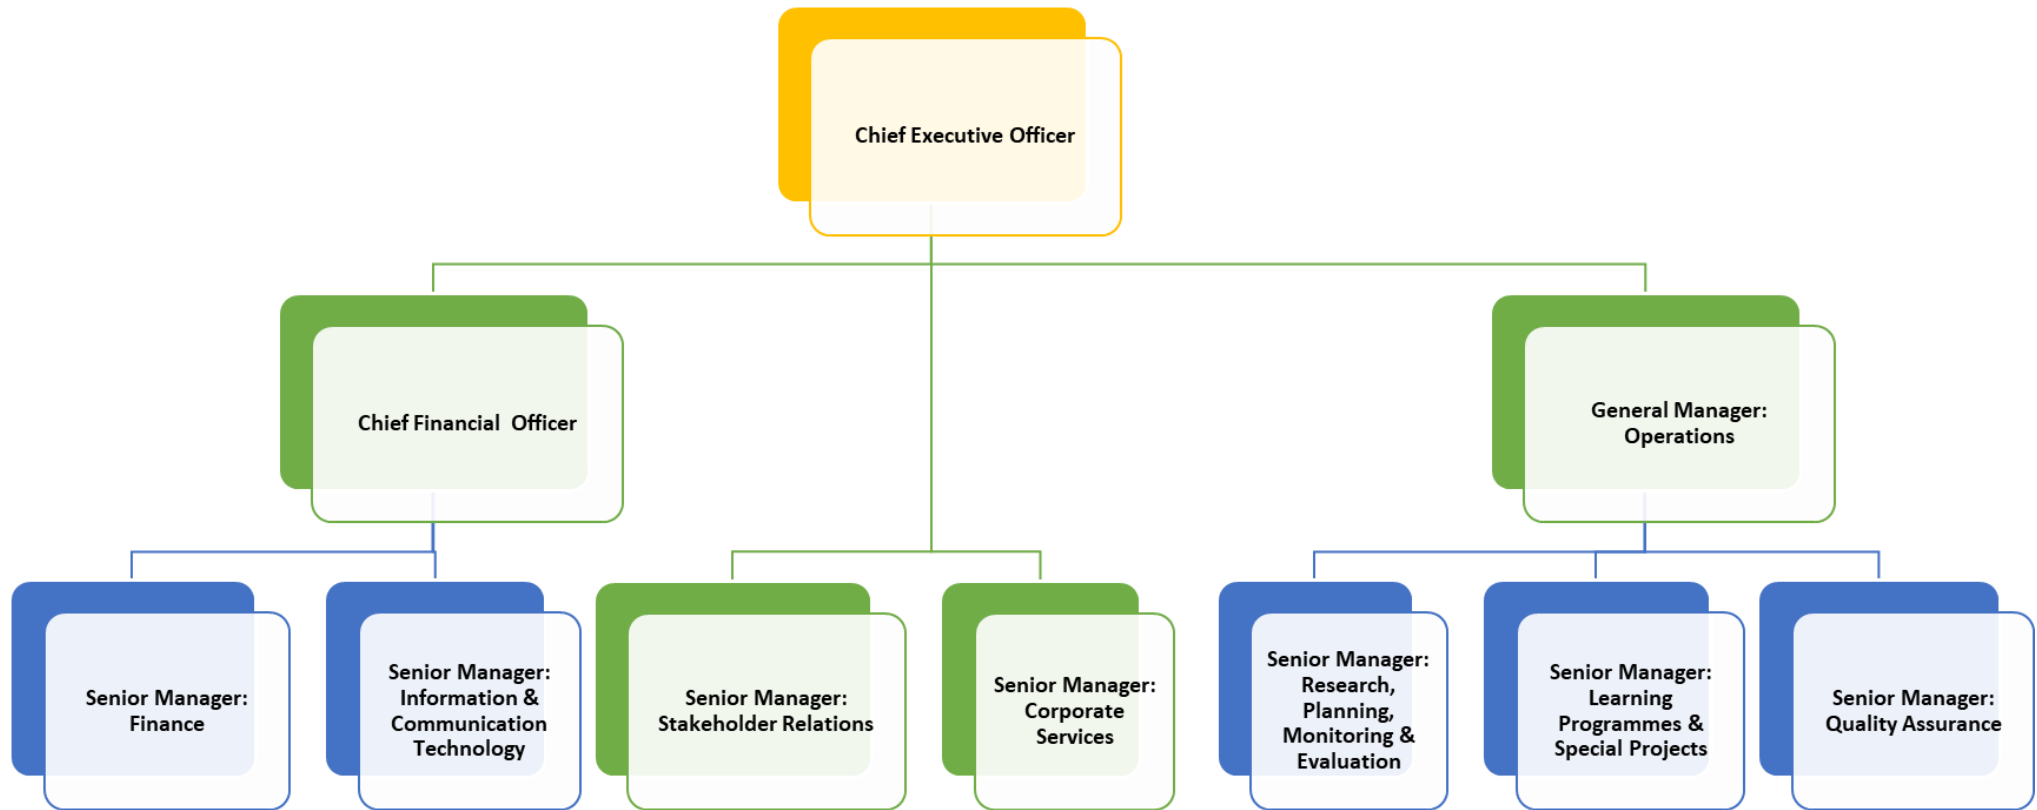 Chief Executive Officer
Chief Financial  Officer
General Manager:
Operations
Senior Manager:
Finance
Senior Manager:
Information &
Communication
Technology
Senior Manager:
Stakeholder Relations
Senior Manager:
Corporate
Services
Senior Manager:
Research,
Planning,
Monitoring &
Evaluation
Senior Manager:
Learning
Programmes &
Special Projects
Senior Manager:
Quality Assurance